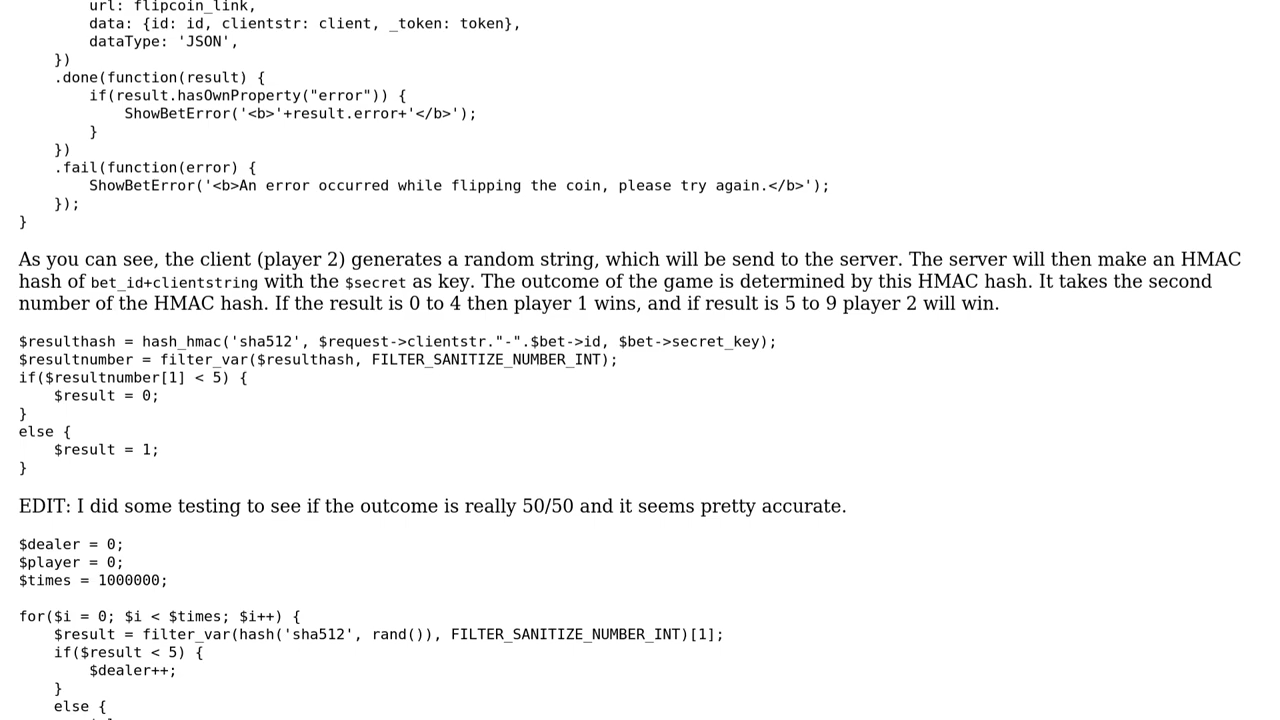 url: flipcoin_link,
data: {id: id, clientstr: client, _token: token},
dataType: 'JSON',
})
.done(function(result) {
if(result.hasOwnProperty("error")) {
ShowBetError('<b>'+result.error+'</b>');
}
})
.fail(function(error) {
ShowBetError('<b>An error occurred while flipping the coin, please try again.</b>');
});
}
As you can see, the client (player 2) generates a random string, which will be send to the server. The server will then make an HMAC
hash of bet_id+clientstring with the $secret as key. The outcome of the game is determined by this HMAC hash. It takes the second
number of the HMAC hash. If the result is 0 to 4 then player 1 wins, and if result is 5 to 9 player 2 will win.
$resulthash = hash_hmac('sha512', $request->clientstr."-".$bet->id, $bet->secret_key);
$resultnumber = filter_var($resulthash, FILTER_SANITIZE_NUMBER_INT);
if($resultnumber[1] < 5) {
$result = 0;
}
else {
$result = 1;
}
EDIT: I did some testing to see if the outcome is really 50/50 and it seems pretty accurate.
$dealer = 0;
$player = 0;
$times = 1000000;
for($i = 0; $i < $times; $i++) {
$result = filter_var(hash('sha512', rand()), FILTER_SANITIZE_NUMBER_INT)[1];
if($result < 5) {
$dealer++;
}
else {